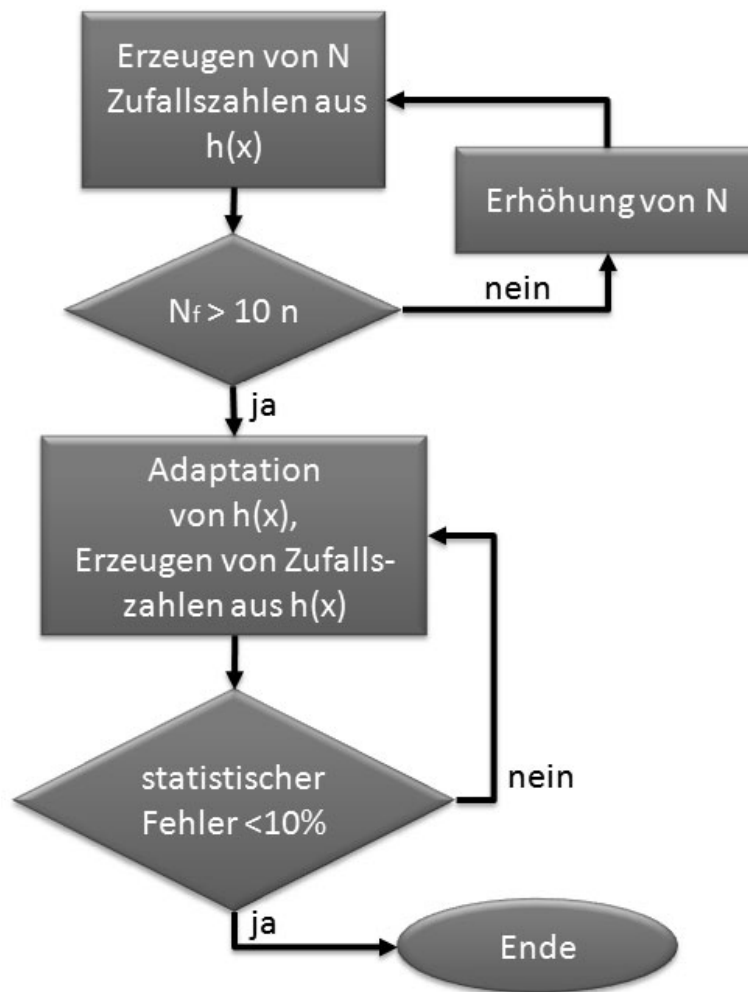 Erzeugen von N
Zufallszahlen aus
h(x)
Erhöhung von N
nein
Nf > 10 n
ja
Adaptation
von h(x),
Erzeugen von Zufalls-
zahlen aus h(x)
statistischer
Fehler <10%
nein
ja
Ende